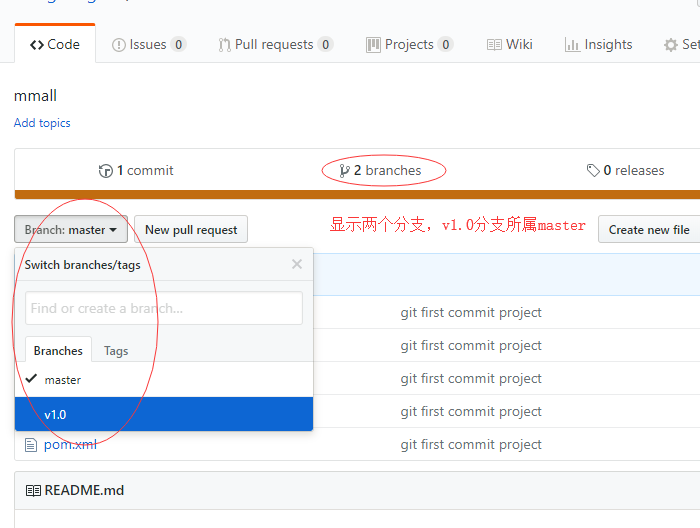 Code Issues 0 Pull requests 0 Projects 0 Wiki Insights
mmall
Add topics
1 commit 2 branches 0 releases
显示两个分支，v1.0分支所属master
Branch: master New pull request Create new file
Switch branches/tags
Find or create a branch...
git first commit project
git first commit project
Branches Tags
master git first commit project
v1.0 git first commit project
pom.xml git first commit project
README.md